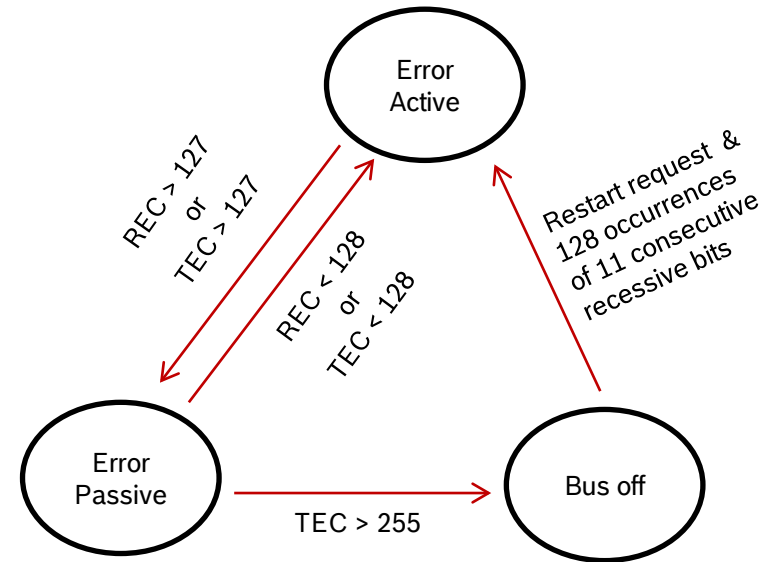 Error
Active
REC > 127
or
TEC > 127
REC < 128
or
TEC < 128
Restart request &
128 occurrences
of 11 consecutive
recessive bits
Error
Passive
TEC > 255
Bus off